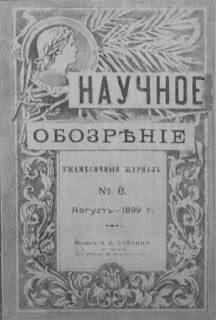 НАУЧНОЕ
ОБОЗРѢНІЕ
ЕЖЕМѢСЯЧНЫЙ ЖУРНАЛЪ
№ 8.
Августъ—1899 г.